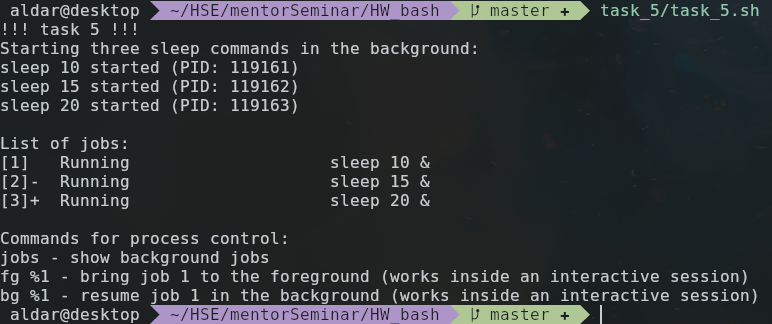 aldar@desktop ~/HSE/mentorSeminar/HW_bash master + task_5/task_5.sh
!!! task 5 !!!
Starting three sleep commands in the background:
sleep 10 started (PID: 119161)
sleep 15 started (PID: 119162)
sleep 20 started (PID: 119163)
List of jobs:
[1]   Running                 sleep 10 &
[2]-  Running                 sleep 15 &
[3]+  Running                 sleep 20 &
Commands for process control:
jobs - show background jobs
fg %1 - bring job 1 to the foreground (works inside an interactive session)
bg %1 - resume job 1 in the background (works inside an interactive session)
aldar@desktop ~/HSE/mentorSeminar/HW_bash master +